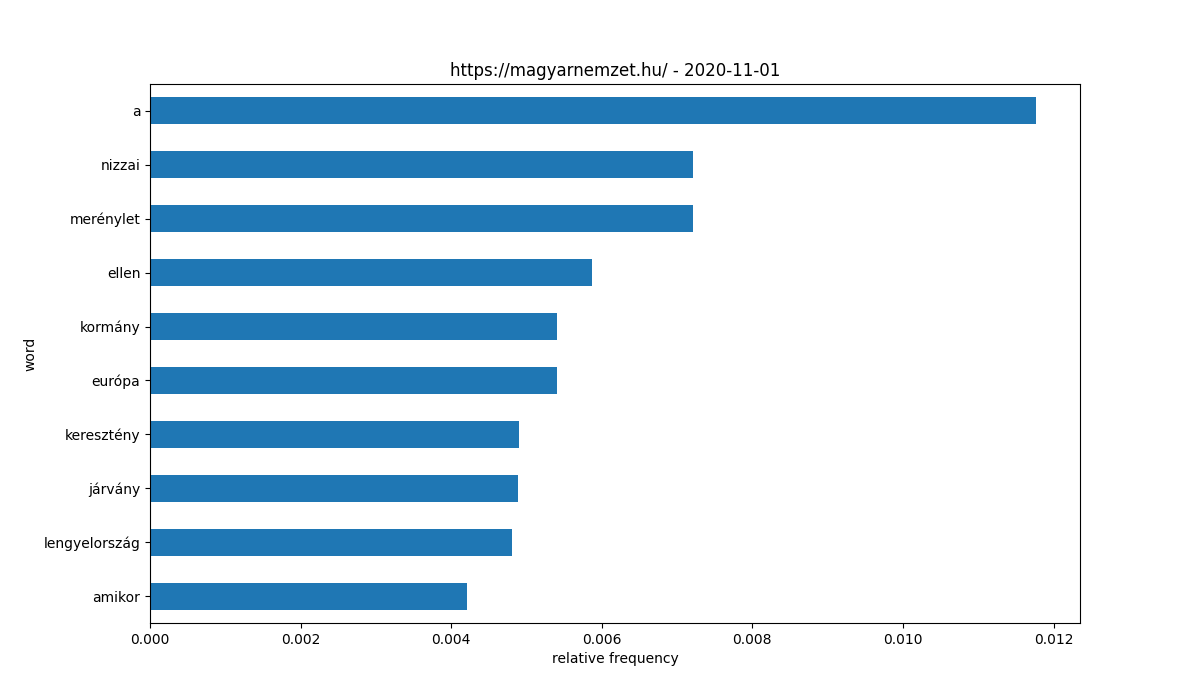 https://magyarnemzet.hu/ - 2020-11-01
a
nizzai
merénylet
ellen
kormány
európa
keresztény
járvány
lengyelország
amikor
word
0.000 0.002 0.004 0.006 0.008 0.010 0.012
relative frequency